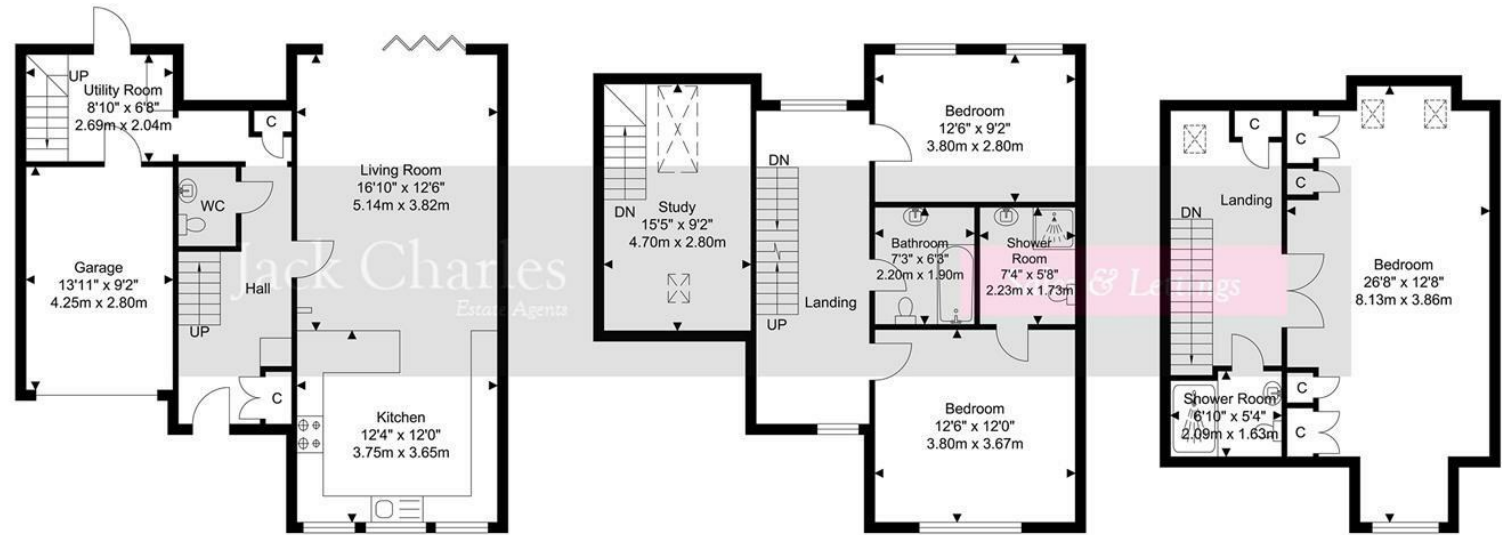 UP
Utility Room
8'10" x 6'8"
2.69m x 2.04m
C
WC
Garage
13'11" x 9'2"
4.25m x 2.80m
Hall
UP
C
Living Room
16'10" x 12'6"
5.14m x 3.82m
Kitchen
12'4" x 12'0"
3.75m x 3.65m
DN
Study
15'5" x 9'2"
4.70m x 2.80m
DN
UP
Landing
Bedroom
12'6" x 9'2"
3.80m x 2.80m
Bathroom
7'3" x 6'3"
2.20m x 1.90m
Shower
Room
7'4" x 5'8"
2.23m x 1.73m
Bedroom
12'6" x 12'0"
3.80m x 3.67m
C
C
C
Landing
DN
Bedroom
26'8" x 12'8"
8.13m x 3.86m
C
C
Shower Room
6'10" x 5'4"
2.09m x 1.63m
Jack Charles
Estate Agents
& Lettings